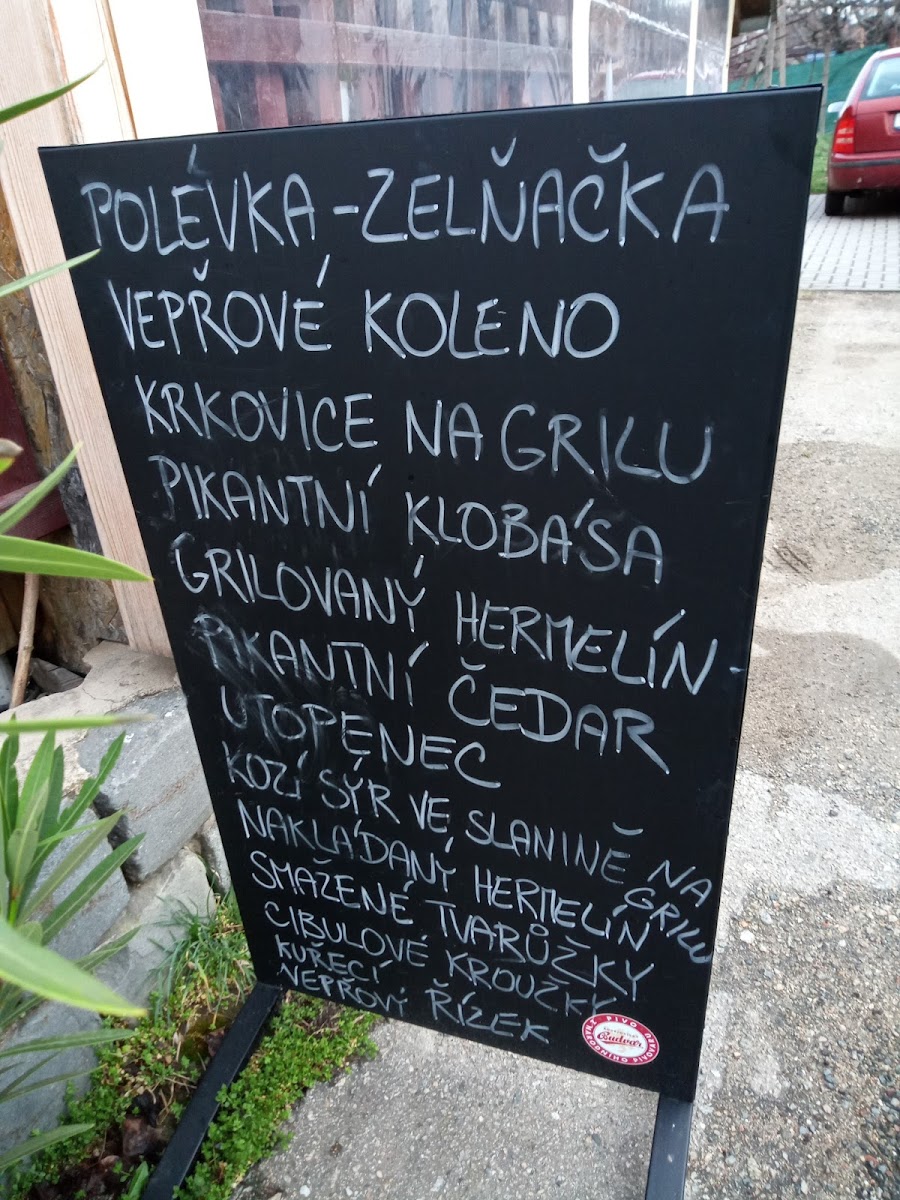 POLÉVKA - ZELŇAČKA
VEPŘOVÉ KOLENO
KRKOVICE NA GRILU
PIKANTNÍ KLOBÁSA
GRILOVANÝ HERMELÍN
PIKANTNÍ ČEDAR
UTOPENEC
KOZÍ SÝR VE SLANINĚ NA GRILU
NAKLÁDANÝ HERMELÍN
SMAŽENÉ TVARŮŽKY
CIBULOVÉ KROUŽKY
KUŘECÍ
VEPŘOVÝ ŘÍZEK
Budvar